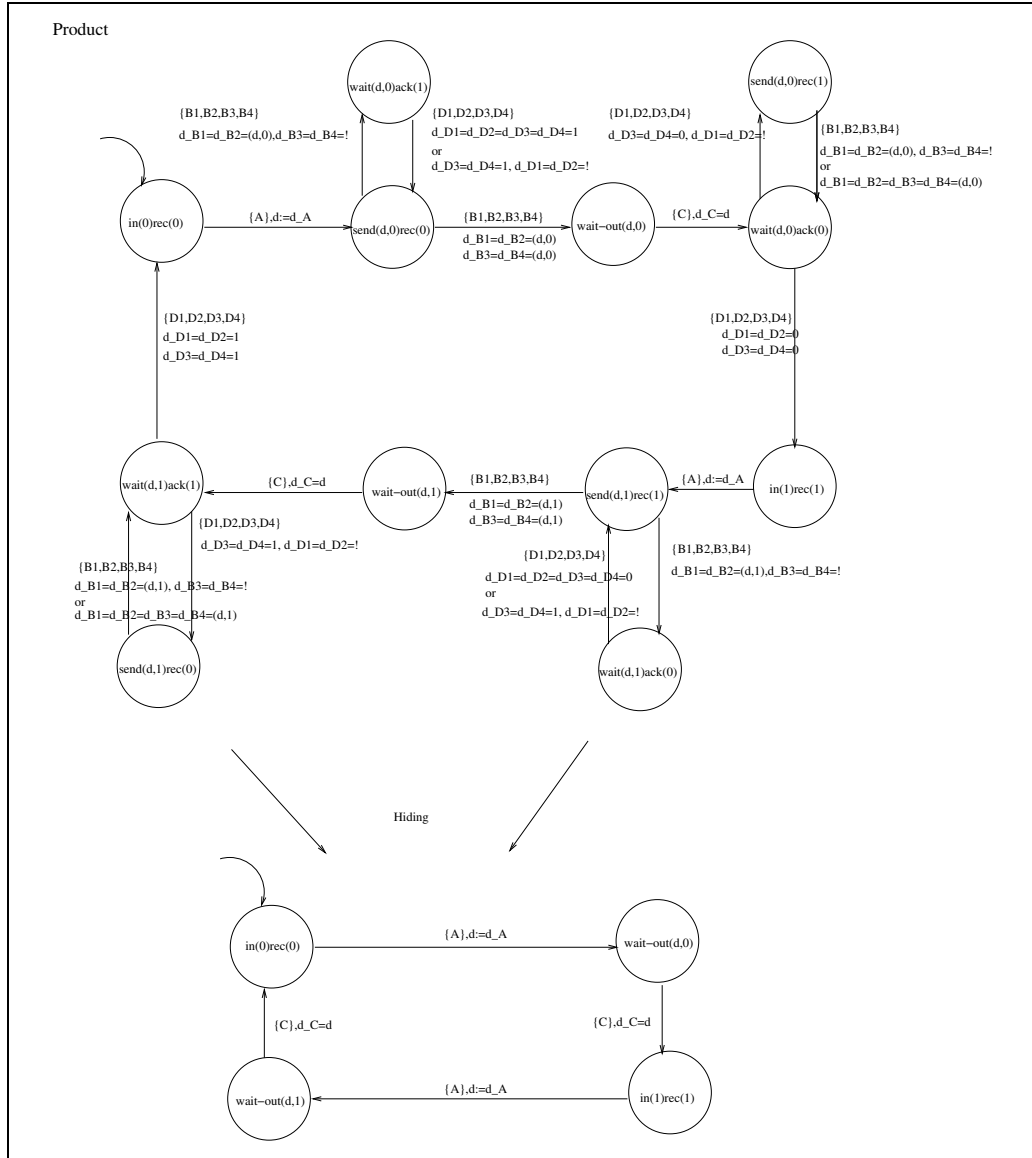 Product
wait(d,0)ack(1)
send(d,0)rec(1)
{B1,B2,B3,B4}
d_B1=d_B2=(d,0),d_B3=d_B4=!
{D1,D2,D3,D4}
d_D1=d_D2=d_D3=d_D4=1
or
d_D3=d_D4=1, d_D1=d_D2=!
{D1,D2,D3,D4}
d_D3=d_D4=0, d_D1=d_D2=!
{B1,B2,B3,B4}
d_B1=d_B2=(d,0), d_B3=d_B4=!
or
d_B1=d_B2=d_B3=d_B4=(d,0)
in(0)rec(0)
{A},d:=d_A
send(d,0)rec(0)
{B1,B2,B3,B4}
d_B1=d_B2=(d,0)
d_B3=d_B4=(d,0)
wait−out(d,0)
{C},d_C=d
wait(d,0)ack(0)
{D1,D2,D3,D4}
d_D1=d_D2=1
d_D3=d_D4=1
{D1,D2,D3,D4}
d_D1=d_D2=0
d_D3=d_D4=0
wait(d,1)ack(1)
{C},d_C=d
wait−out(d,1)
{B1,B2,B3,B4}
d_B1=d_B2=(d,1)
d_B3=d_B4=(d,1)
send(d,1)rec(1)
{A},d:=d_A
in(1)rec(1)
{D1,D2,D3,D4}
d_D3=d_D4=1, d_D1=d_D2=!
{B1,B2,B3,B4}
d_B1=d_B2=(d,1), d_B3=d_B4=!
or
d_B1=d_B2=d_B3=d_B4=(d,1)
{D1,D2,D3,D4}
d_D1=d_D2=d_D3=d_D4=0
or
d_D3=d_D4=1, d_D1=d_D2=!
{B1,B2,B3,B4}
d_B1=d_B2=(d,1),d_B3=d_B4=!
send(d,1)rec(0)
wait(d,1)ack(0)
Hiding
in(0)rec(0)
{A},d:=d_A
wait−out(d,0)
{C},d_C=d
{C},d_C=d
wait−out(d,1)
{A},d:=d_A
in(1)rec(1)